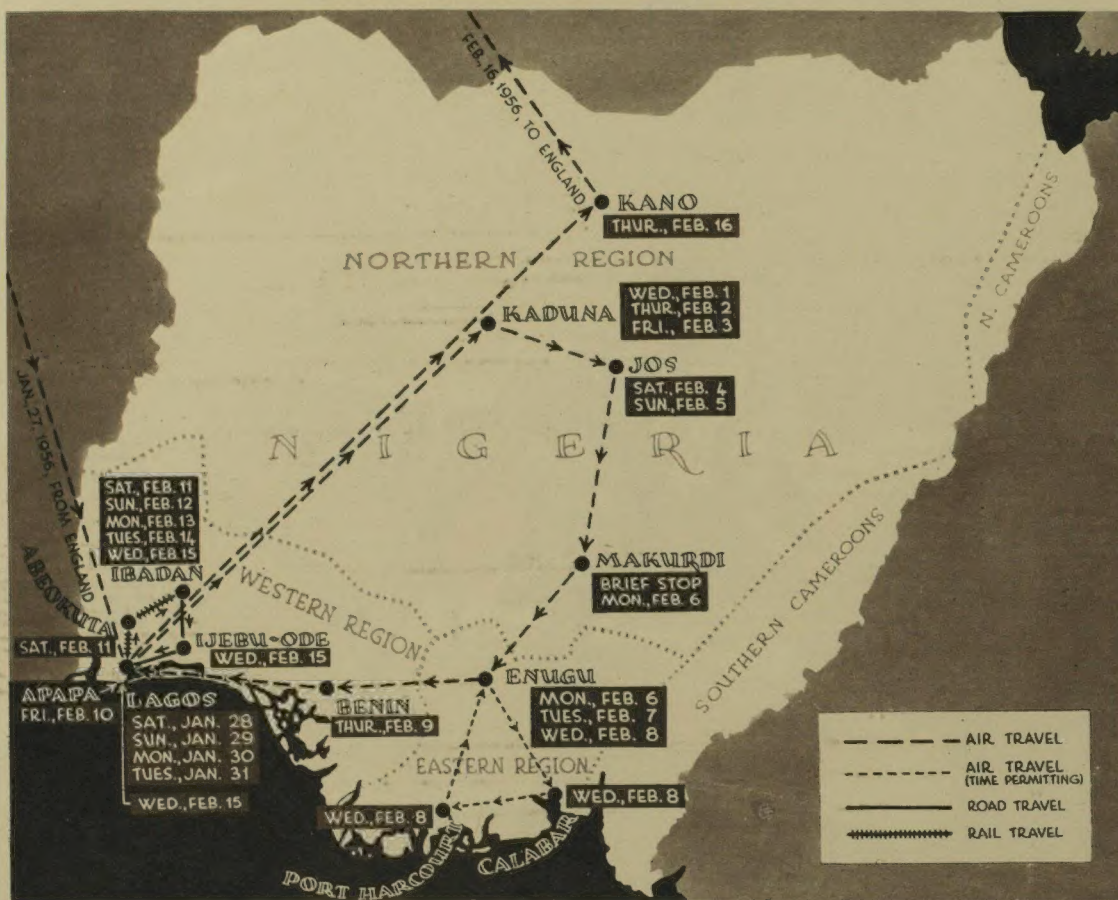 FEB., 16, 1956, TO ENGLAND
KANO
THUR., FEB. 16
NORTHERN REGION
N. CAMEROONS
KADUNA
WED., FEB. 1
THUR., FEB. 2
FRI., FEB. 3
JOS
SAT., FEB. 4
SUN., FEB. 5
JAN., 27, 1956, FROM ENGLAND
NIGERIA
SAT., FEB. 11
SUN., FEB. 12
MON., FEB. 13
TUES., FEB. 14
WED., FEB. 15
IBADAN
ABEOKUTA
SAT., FEB. 11
WESTERN REGION
MAKURDI
BRIEF STOP
MON., FEB. 6
SOUTHERN CAMEROONS
IJEBU-ODE
WED., FEB. 15
APAPA
FRI., FEB. 10
LAGOS
SAT., JAN. 28
SUN., JAN. 29
MON., JAN. 30
TUES., JAN. 31
WED., FEB. 15
BENIN
THUR., FEB. 9
ENUGU
MON., FEB. 6
TUES., FEB. 7
WED., FEB. 8
EASTERN REGION
WED., FEB. 8
PORT HARCOURT
WED., FEB. 8
CALABAR
AIR TRAVEL
AIR TRAVEL
(TIME PERMITTING)
ROAD TRAVEL
RAIL TRAVEL